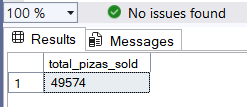 100 %
No issues found
Results
Messages
total_pizas_sold
1
49574